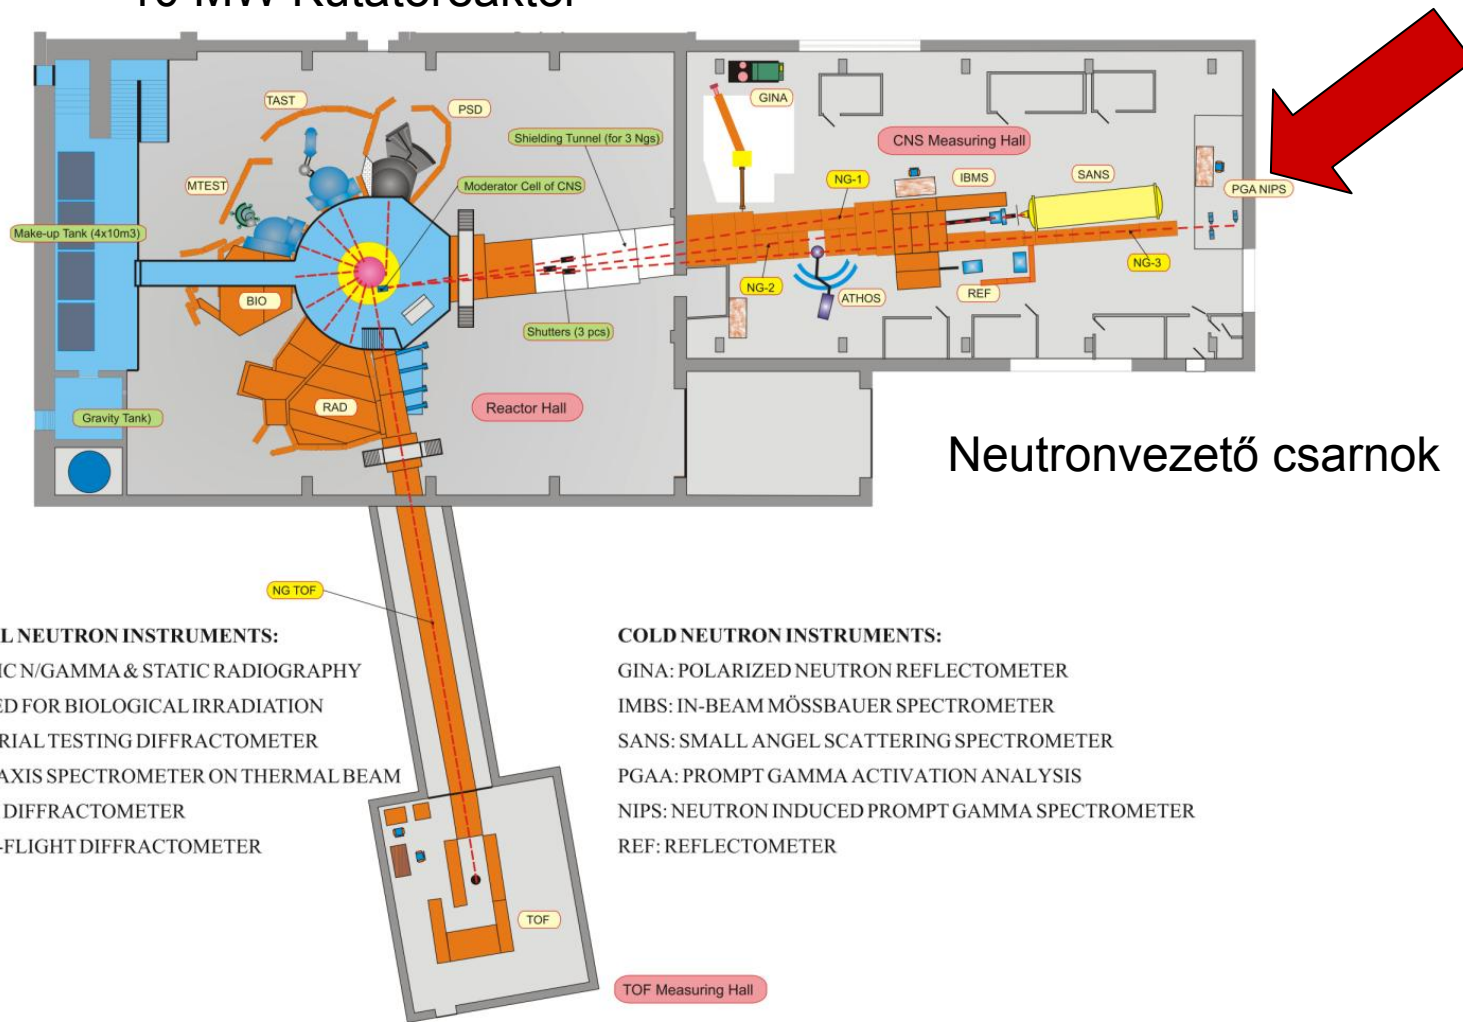 10 MW Kutatóreaktor
TAST
PSD
GINA
Shielding Tunnel (for 3 Ngs)
CNS Measuring Hall
MTEST
Moderator Cell of CNS
NG-1
IBMS
SANS
PGA NIPS
Make-up Tank (4x10m3)
NG-2
NG-3
BIO
ATHOS
REF
Shutters (3 pcs)
RAD
Reactor Hall
Gravity Tank)
Neutronvezető csarnok
NG TOF
L NEUTRON INSTRUMENTS:
IC N/GAMMA & STATIC RADIOGRAPHY
ED FOR BIOLOGICAL IRRADIATION
RIAL TESTING DIFFRACTOMETER
AXIS SPECTROMETER ON THERMAL BEAM
DIFFRACTOMETER
-FLIGHT DIFFRACTOMETER
COLD NEUTRON INSTRUMENTS:
GINA: POLARIZED NEUTRON REFLECTOMETER
IMBS: IN-BEAM MÖSSBAUER SPECTROMETER
SANS: SMALL ANGEL SCATTERING SPECTROMETER
PGAA: PROMPT GAMMA ACTIVATION ANALYSIS
NIPS: NEUTRON INDUCED PROMPT GAMMA SPECTROMETER
REF: REFLECTOMETER
TOF
TOF Measuring Hall